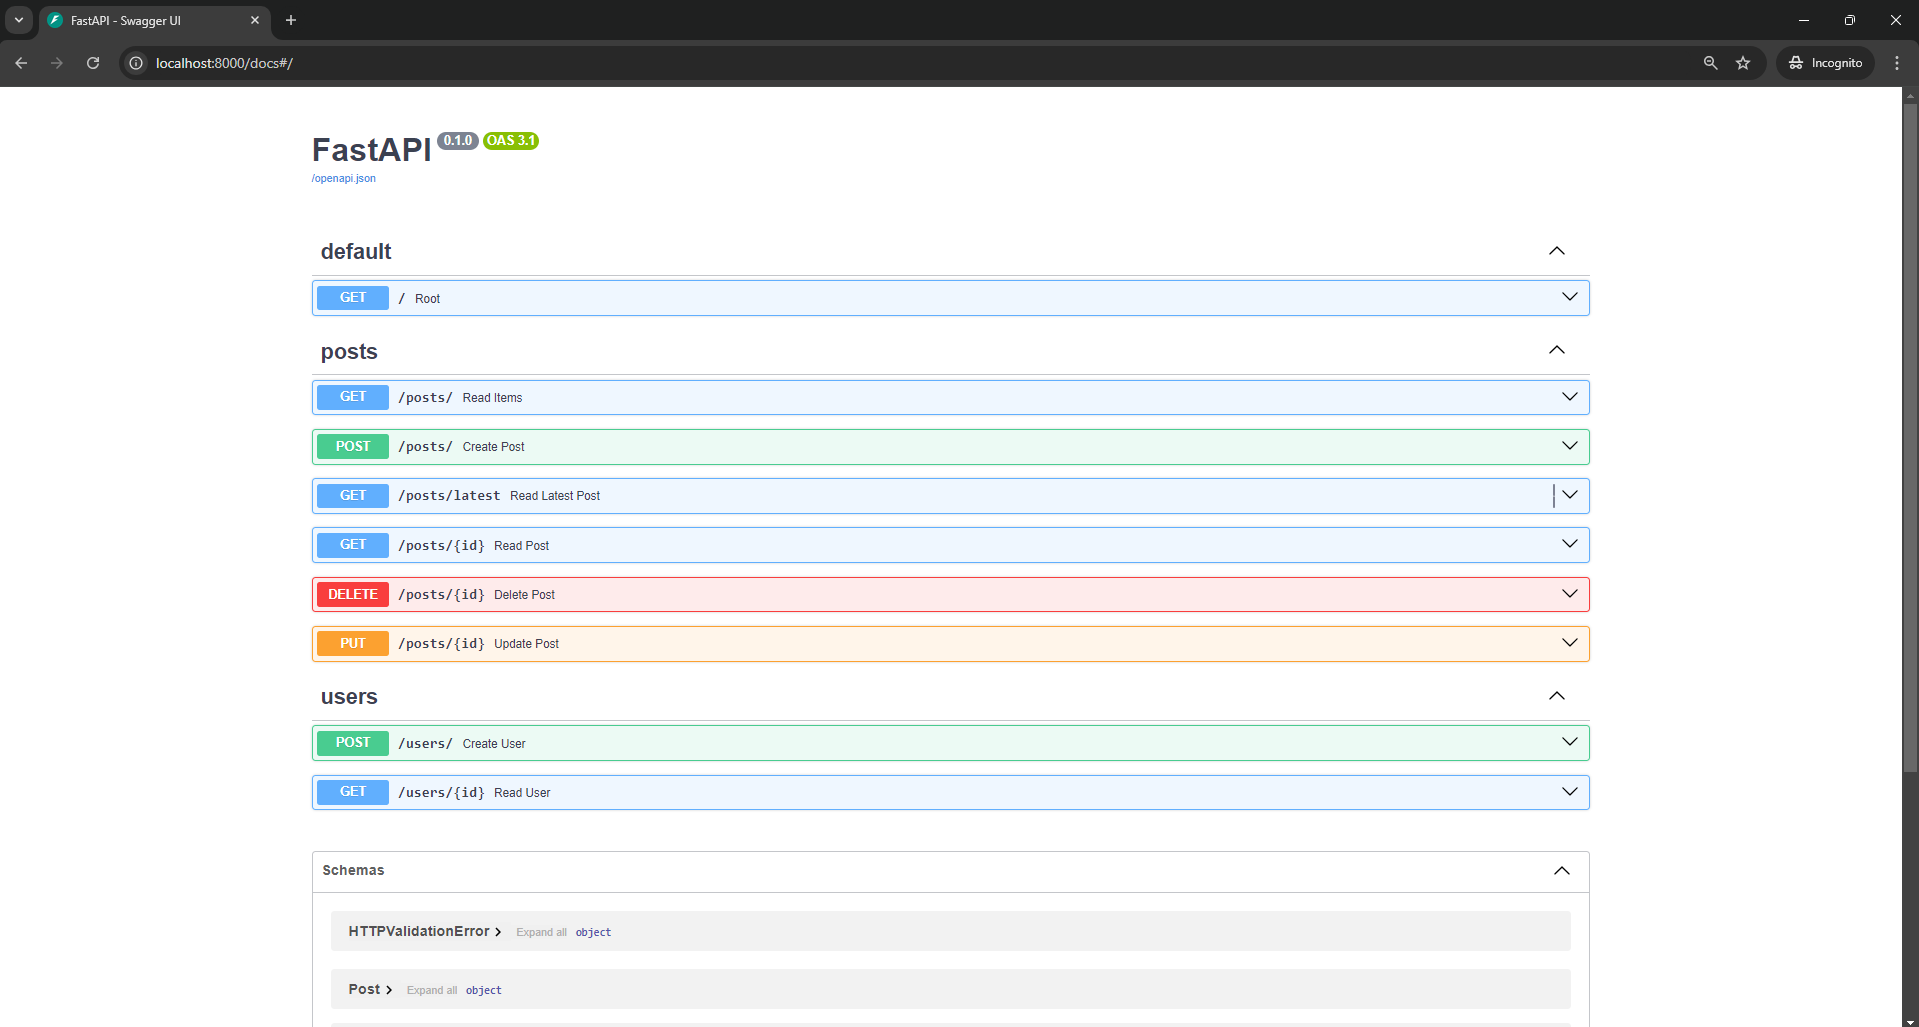 FastAPI - Swagger UI
localhost:8000/docs#/
Incognito
FastAPI 0.1.0 OAS 3.1
/openapi.json
default
GET / Root
posts
GET /posts/ Read Items
POST /posts/ Create Post
GET /posts/latest Read Latest Post
GET /posts/{id} Read Post
DELETE /posts/{id} Delete Post
PUT /posts/{id} Update Post
users
POST /users/ Create User
GET /users/{id} Read User
Schemas
HTTPValidationError Expand all object
Post Expand all object